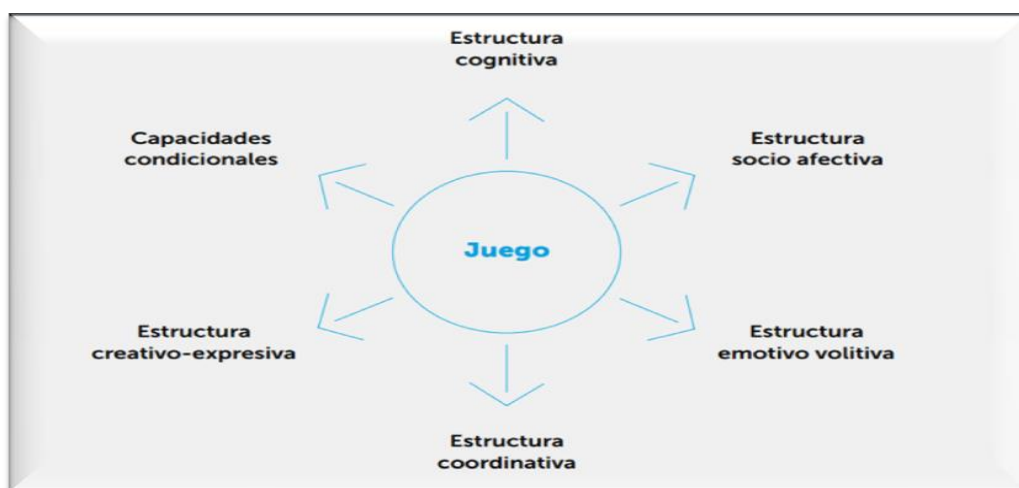 Estructura
cognitiva
Capacidades
condicionales
Estructura
socio afectiva
Juego
Estructura
creativo-expresiva
Estructura
emotivo volitiva
Estructura
coordinativa